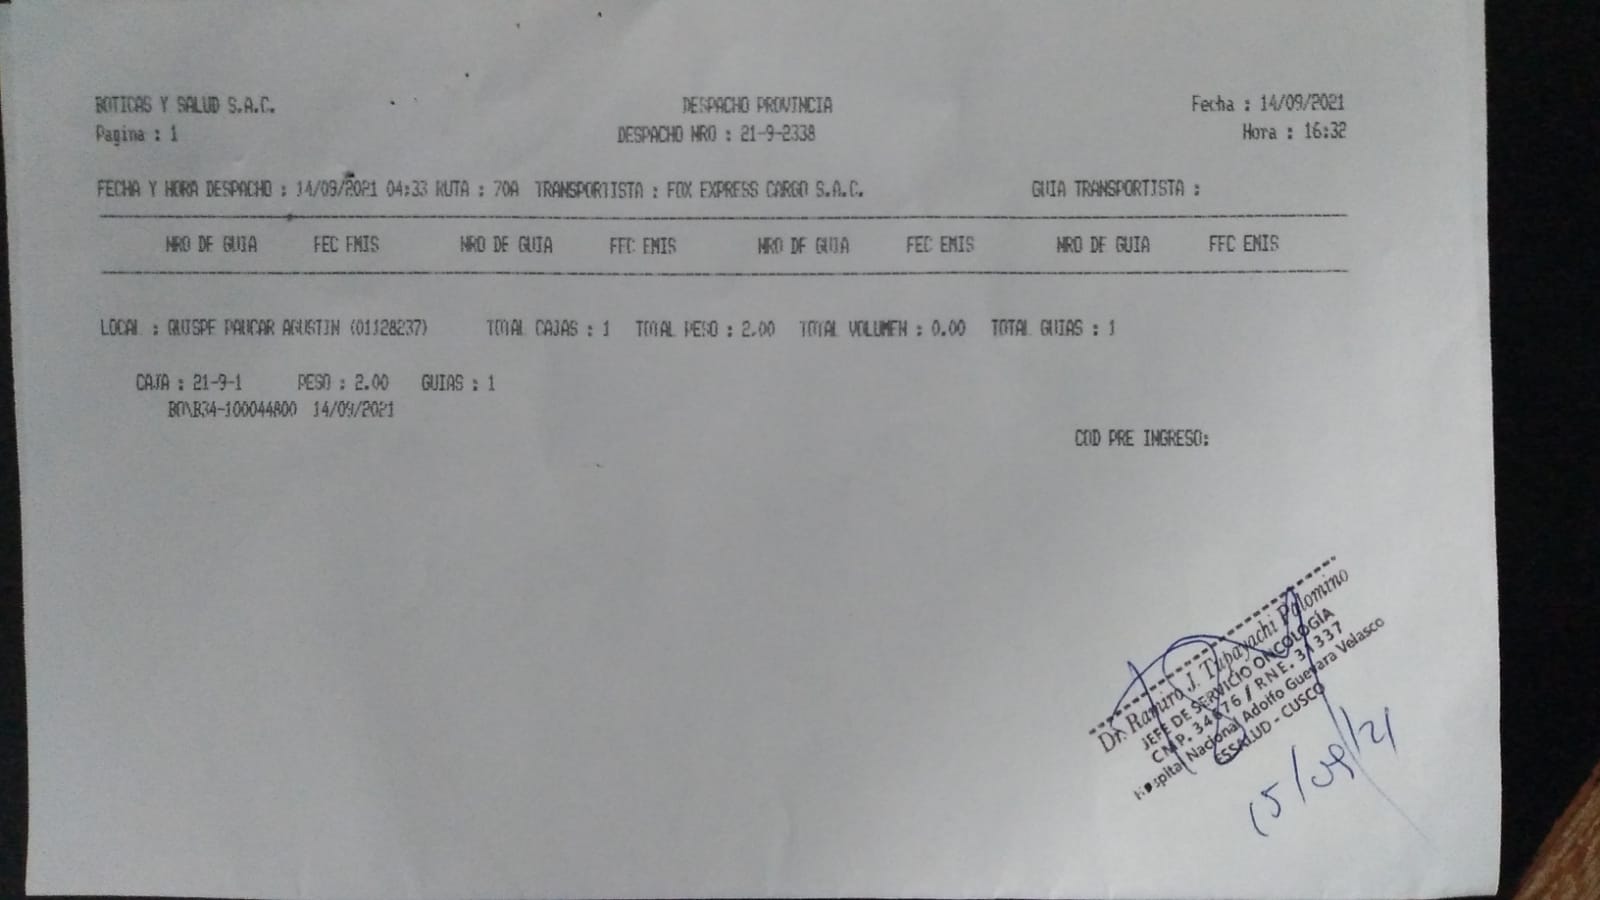 BOTICAS Y SALUD S.A.C. DESPACHO PROVINCIA Fecha : 14/09/2021
Pagina : 1 DESPACHO NRO : 21-9-2338 Hora : 16:32
FECHA Y HORA DESPACHO : 14/09/2021 04:33 RUTA : 70A TRANSPORTISTA : FOX EXPRESS CARGO S.A.C. GUIA TRANSPORTISTA :
NRO DE GUIA FEC EMIS NRO DE GUIA FEC EMIS NRO DE GUIA FEC EMIS NRO DE GUIA FEC EMIS
LOCAL : QUISPE PAUCAR AGUSTIN (01128237) TOTAL CAJAS : 1 TOTAL PESO : 2.00 TOTAL VOLUMEN : 0.00 TOTAL GUIAS : 1
CAJA : 21-9-1 PESO : 2.00 GUIAS : 1
BO\B34-100044800 14/09/2021
COD PRE INGRESO:
Dr. Ramiro J. Tupayachi Palomino
JEFE DE SERVICIO ONCOLOGÍA
C.M.P. 34676 / R.N.E. 31337
Hospital Nacional Adolfo Guevara Velasco
ESSALUD - CUSCO
15/09/21